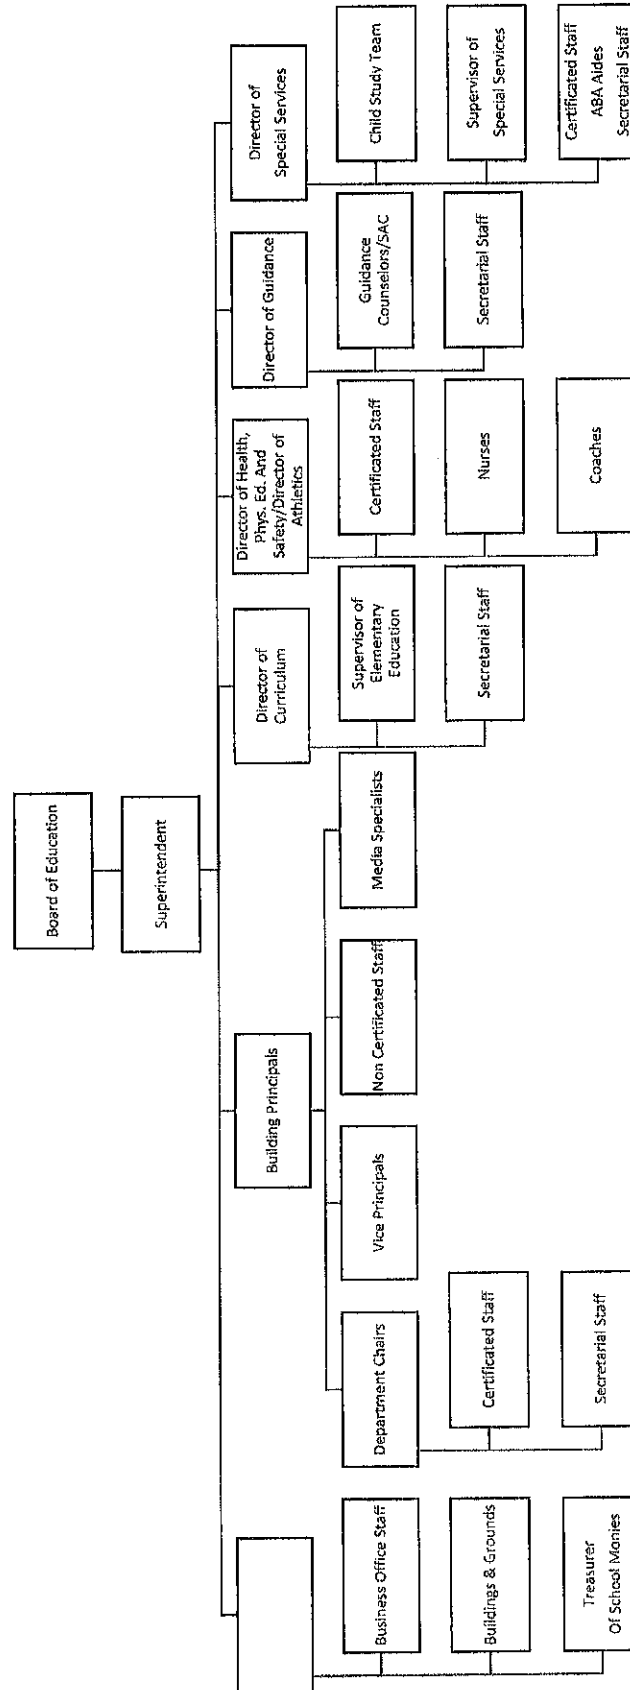 Board of Education
Superintendent
Building Principals
Director of
Curriculum
Director of Health,
Phys. Ed. And
Safety/Director of
Athletics
Director of Guidance
Director of
Special Services
Business Office Staff
Buildings & Grounds
Treasurer
Of School Monies
Department Chairs
Certificated Staff
Secretarial Staff
Vice Principals
Non Certificated Staff
Media Specialists
Supervisor of
Elementary
Education
Secretarial Staff
Certificated Staff
Nurses
Coaches
Guidance
Counselors/SAC
Secretarial Staff
Child Study Team
Supervisor of
Special Services
Certificated Staff
ABA Aides
Secretarial Staff